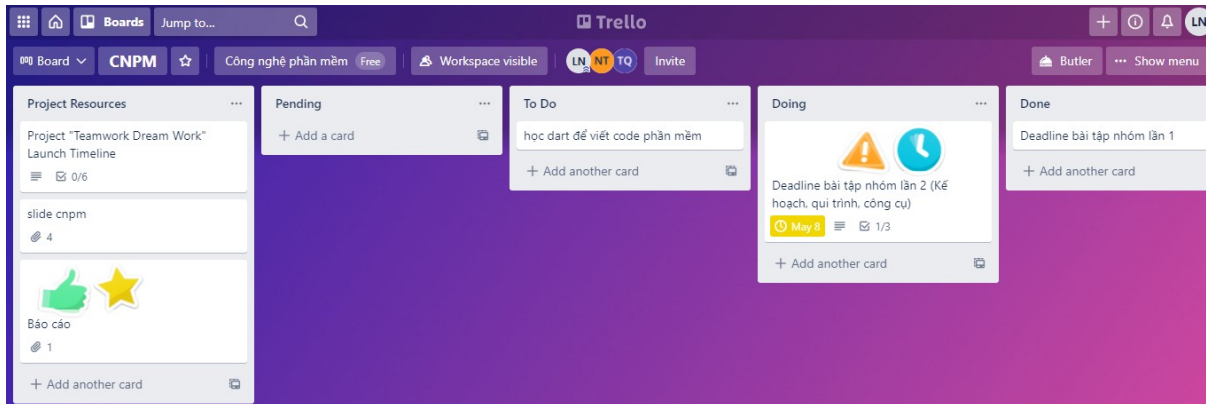 Boards Jump to... Trello LN
Board CNPM Công nghệ phần mềm Free Workspace visible LN NT TQ Invite Butler ... Show menu
Project Resources ...
Project "Teamwork Dream Work"
Launch Timeline
0/6
slide cnpm
4
Báo cáo
1
+ Add another card
Pending ...
+ Add a card
To Do ...
học dart để viết code phần mềm
+ Add another card
Doing ...
Deadline bài tập nhóm lần 2 (Kế
hoạch, qui trình, công cụ)
May 8 1/3
+ Add another card
Done
Deadline bài tập nhóm lần 1
+ Add another card